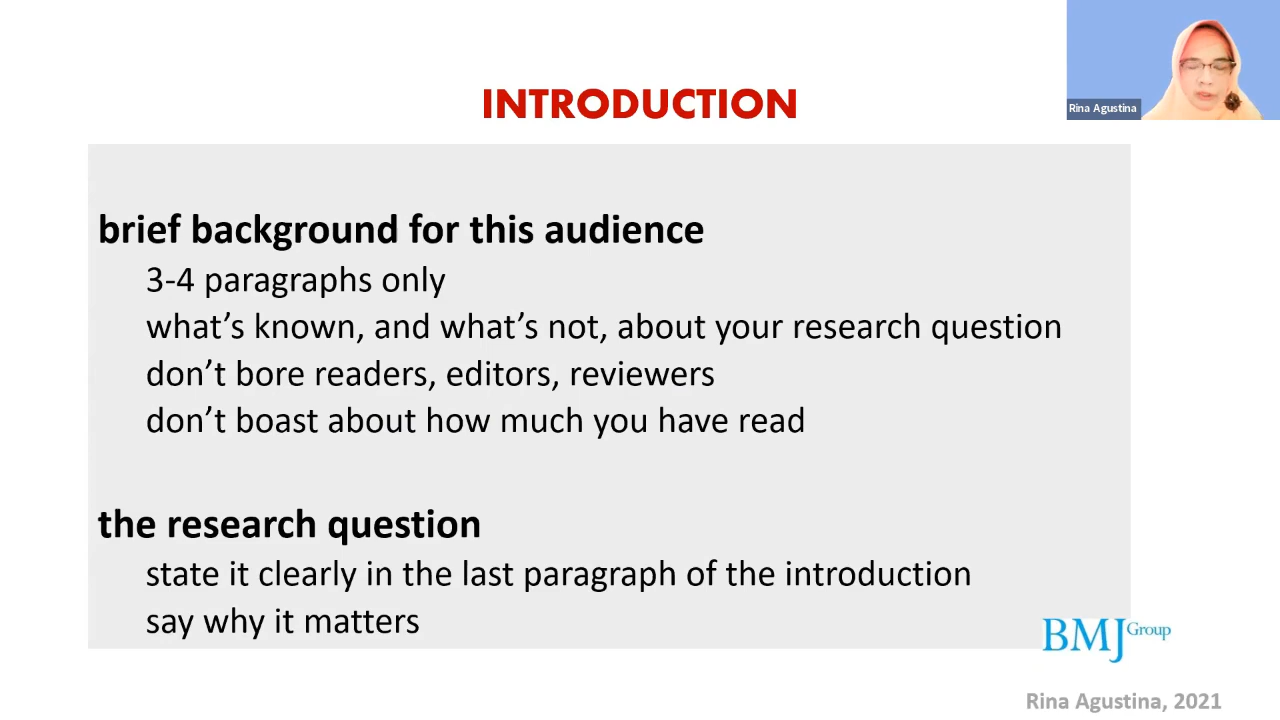 Rina Agustina
INTRODUCTION
brief background for this audience
3-4 paragraphs only
what’s known, and what’s not, about your research question
don’t bore readers, editors, reviewers
don’t boast about how much you have read
the research question
state it clearly in the last paragraph of the introduction
say why it matters
BMJ Group
Rina Agustina, 2021